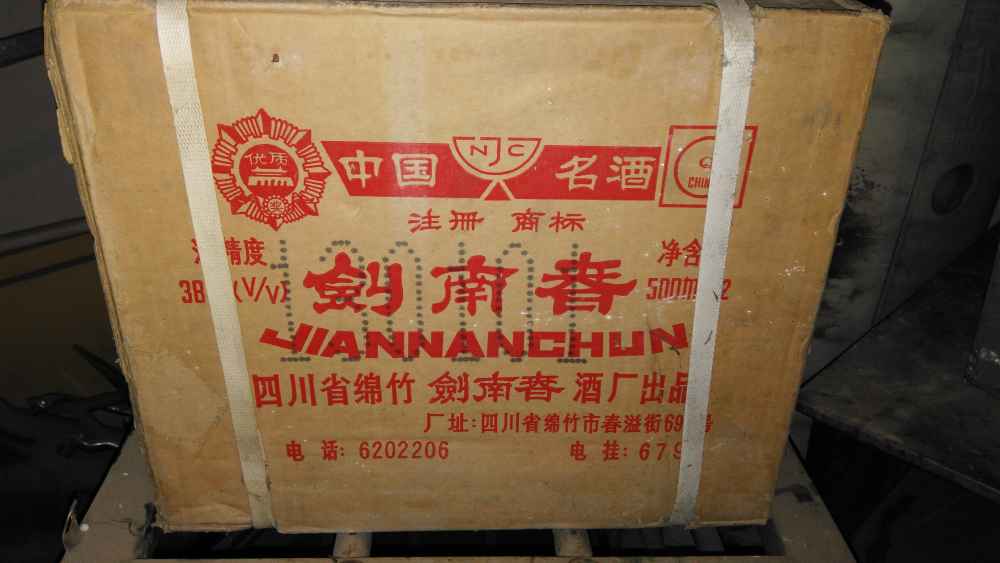 优质
奖
中国 NJC 名酒
注册 商标
精度 净含
38 (V/V) 500m
劍南春
JIANNANCHUN
四川省绵竹 劍南春 酒厂出品
厂址:四川省绵竹市春溢街69 号
电 话: 6202206 电 挂: 679